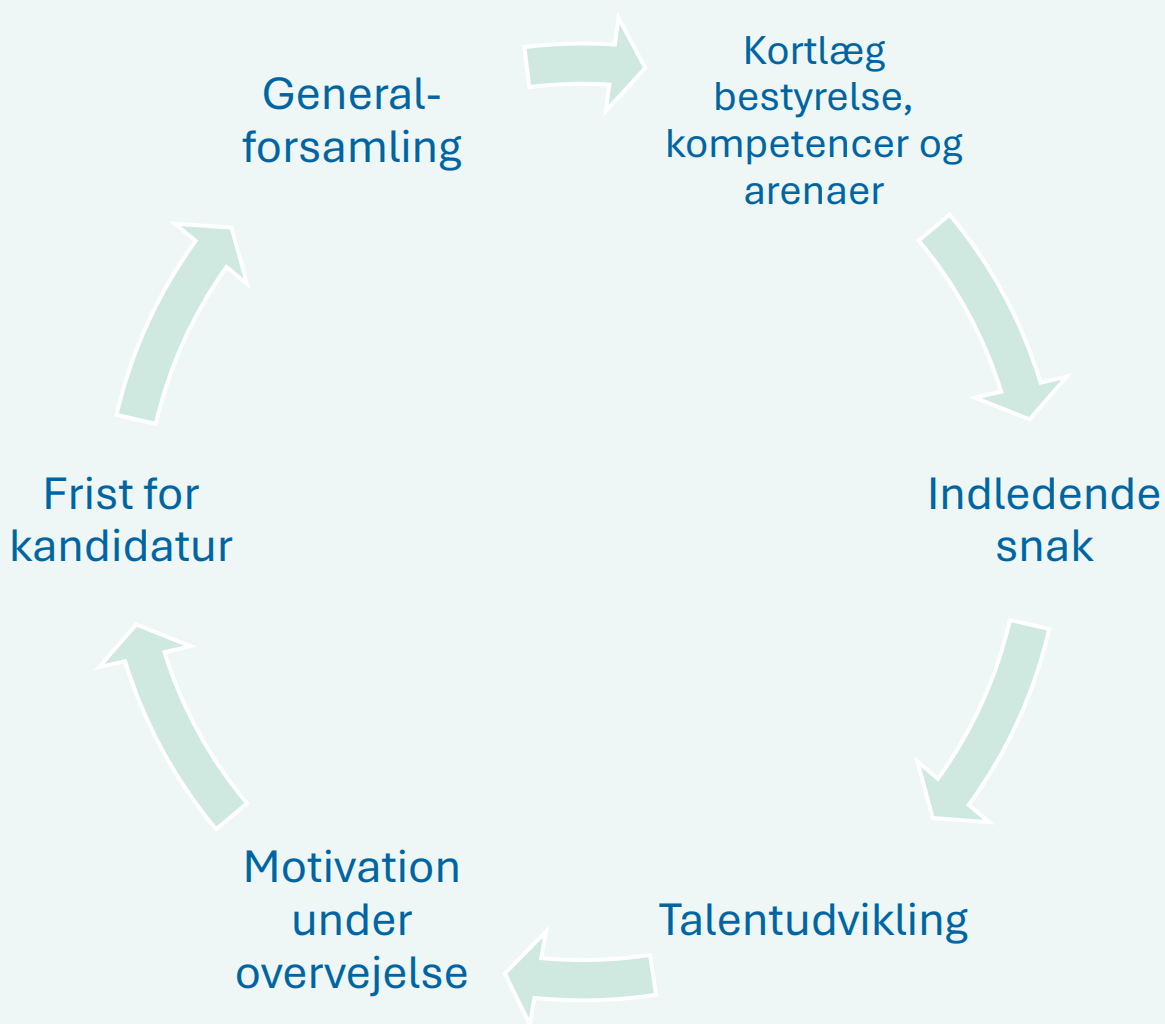 General-
forsamling
Kortlæg
bestyrelse,
kompetencer og
arenaer
Indledende
snak
Talentudvikling
Motivation
under
overvejelse
Frist for
kandidatur